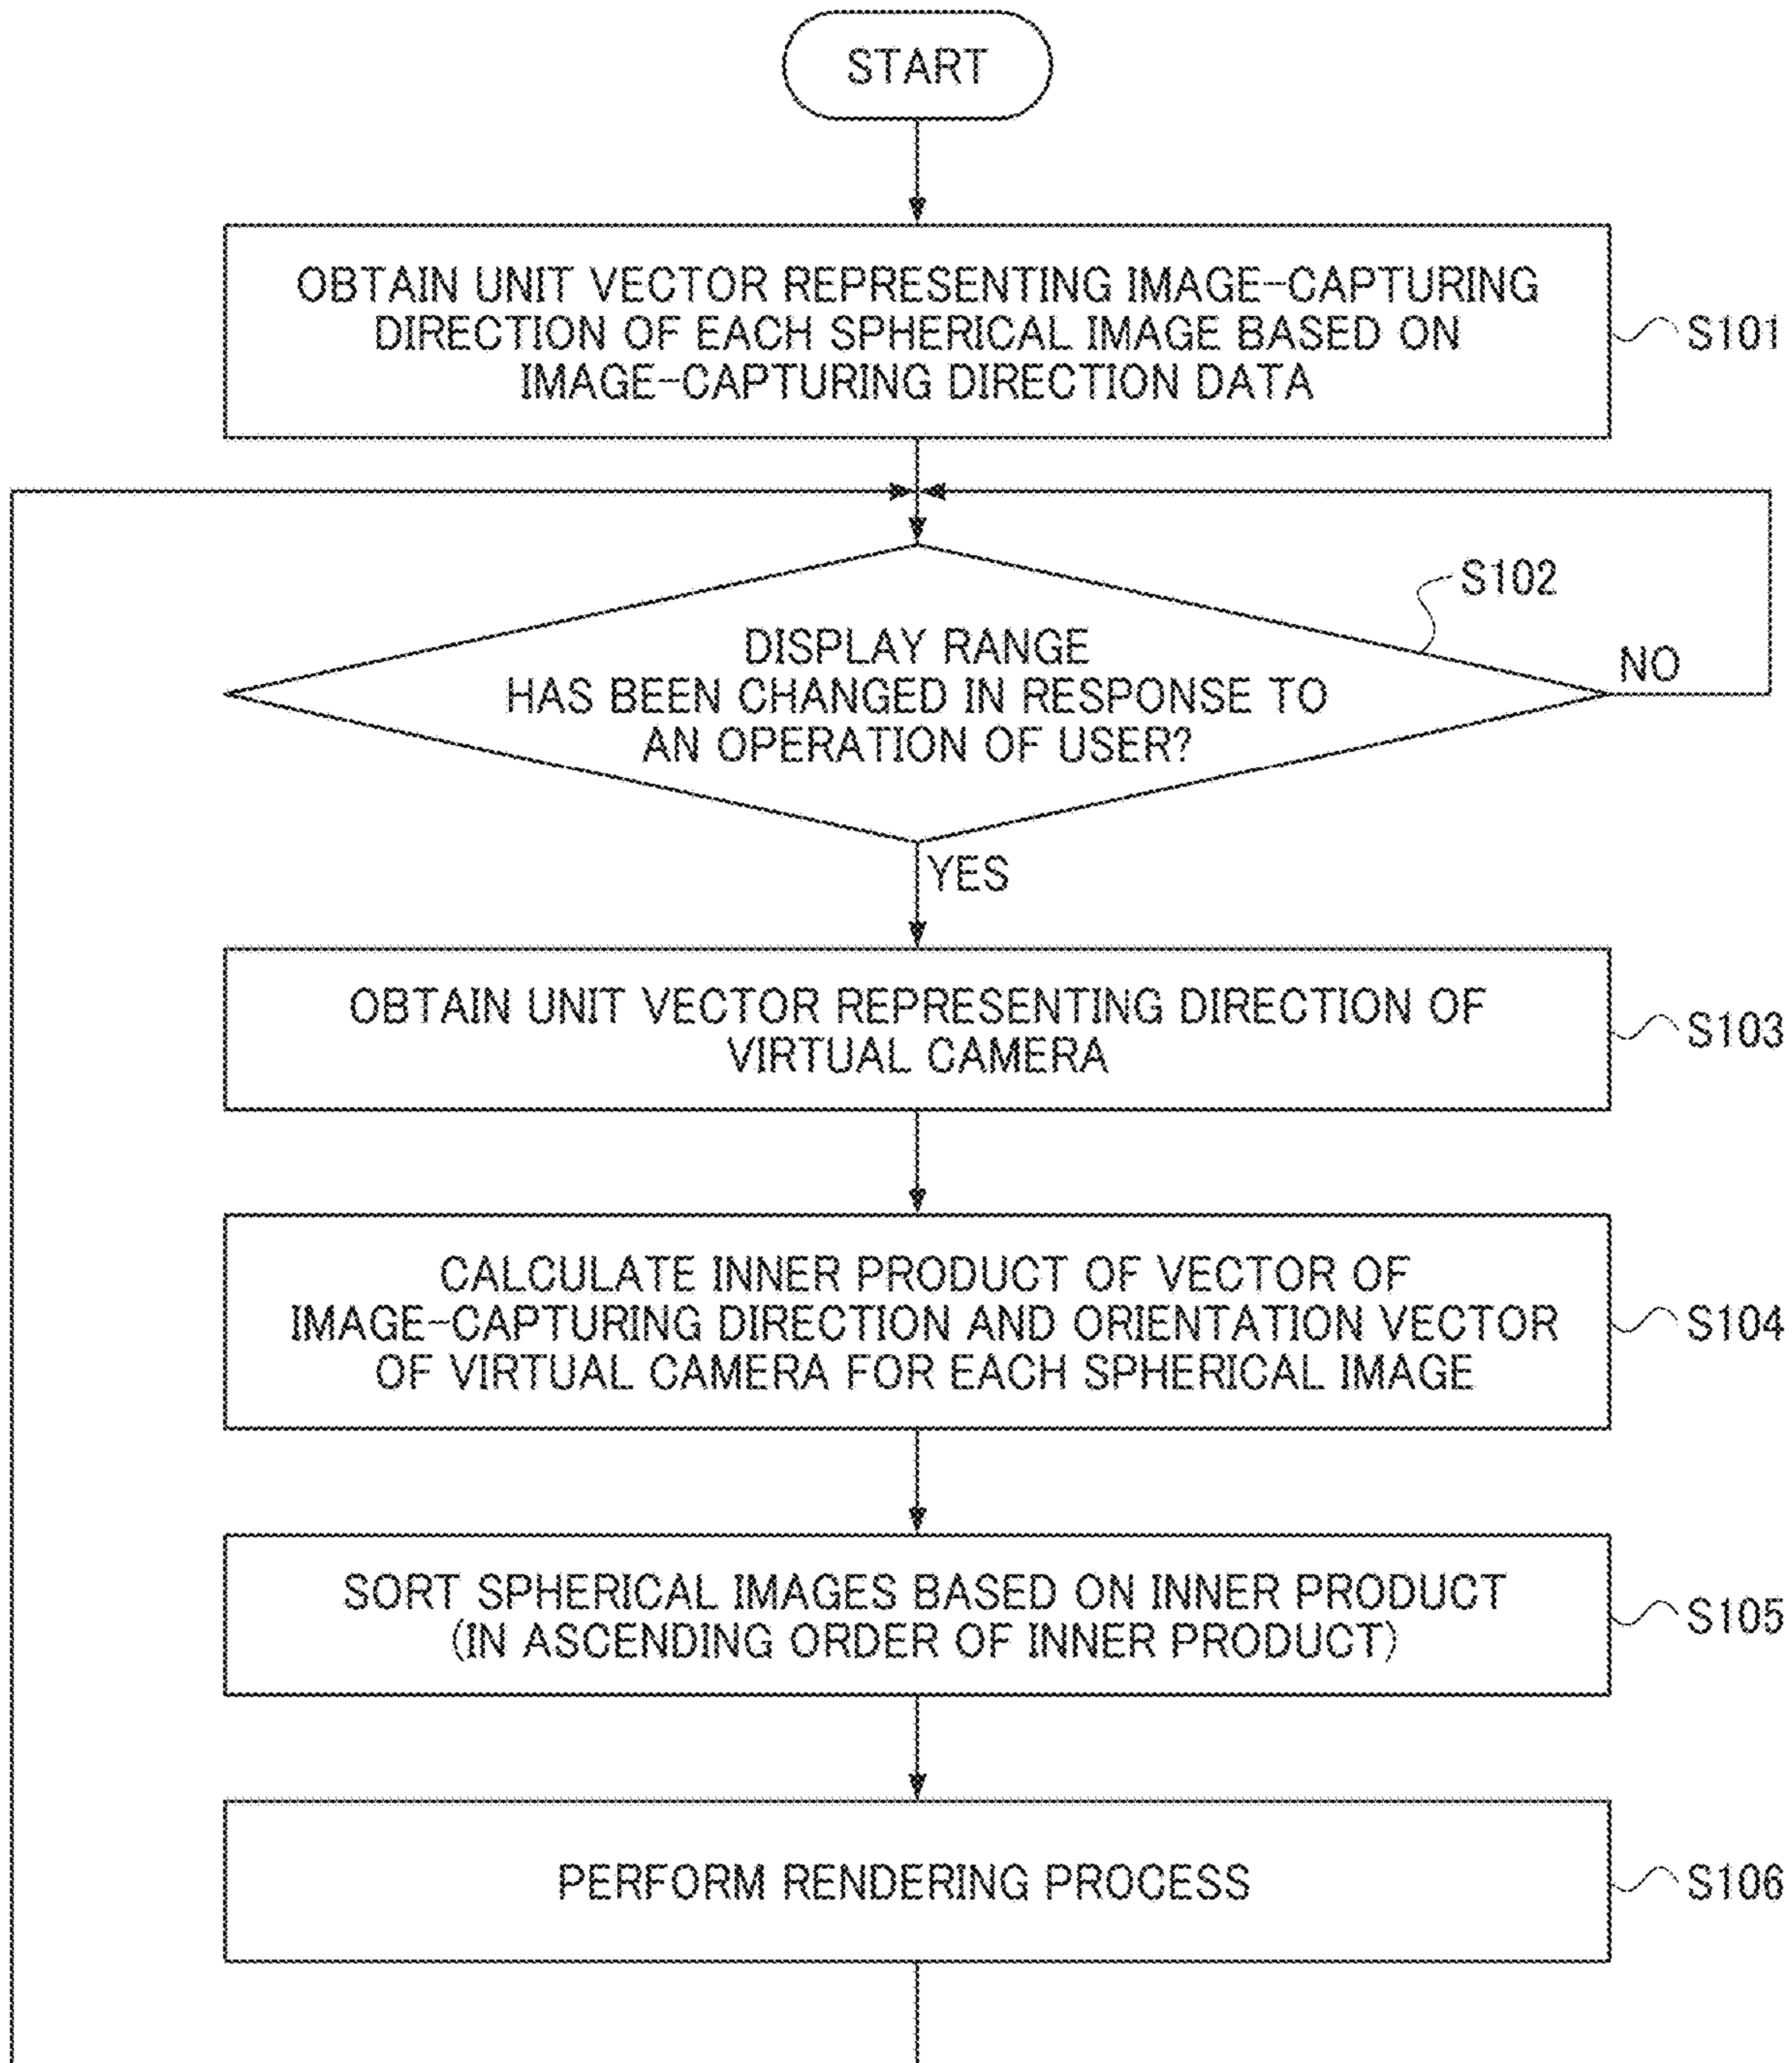 START
OBTAIN UNIT VECTOR REPRESENTING IMAGE-CAPTURING
DIRECTION OF EACH SPHERICAL IMAGE BASED ON
IMAGE-CAPTURING DIRECTION DATA
S101
S102
DISPLAY RANGE
HAS BEEN CHANGED IN RESPONSE TO
AN OPERATION OF USER?
NO
YES
OBTAIN UNIT VECTOR REPRESENTING DIRECTION OF
VIRTUAL CAMERA
S103
CALCULATE INNER PRODUCT OF VECTOR OF
IMAGE-CAPTURING DIRECTION AND ORIENTATION VECTOR
OF VIRTUAL CAMERA FOR EACH SPHERICAL IMAGE
S104
SORT SPHERICAL IMAGES BASED ON INNER PRODUCT
(IN ASCENDING ORDER OF INNER PRODUCT)
S105
PERFORM RENDERING PROCESS
S106